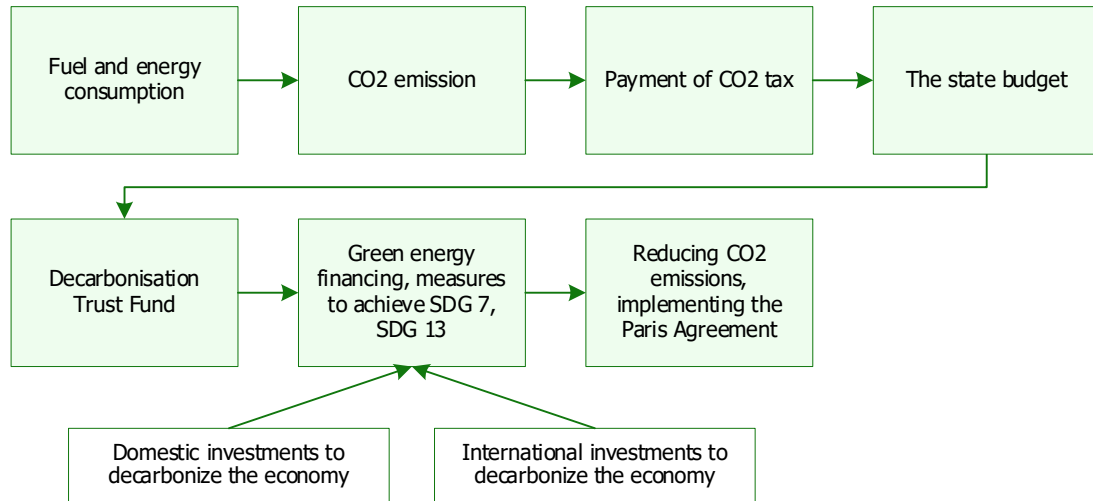 Fuel and energy
consumption
CO2 emission
Payment of CO2 tax
The state budget
Decarbonisation
Trust Fund
Green energy
financing, measures
to achieve SDG 7,
SDG 13
Reducing CO2
emissions,
implementing the
Paris Agreement
Domestic investments to
decarbonize the economy
International investments to
decarbonize the economy